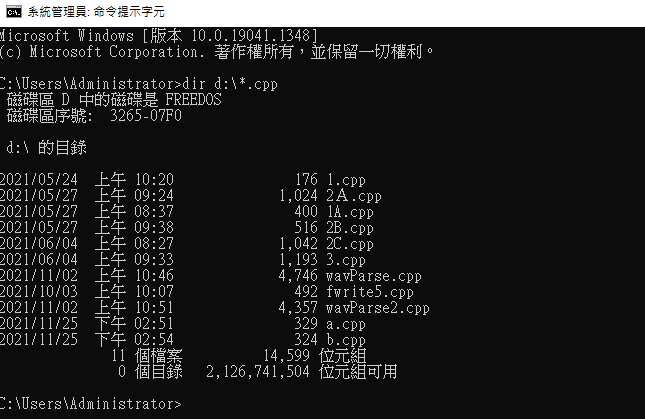 系統管理員: 命令提示字元
Microsoft Windows [版本 10.0.19041.1348]
(c) Microsoft Corporation. 著作權所有，並保留一切權利。
C:\Users\Administrator>dir d:\*.cpp
磁碟區 D 中的磁碟是 FREEDOS
磁碟區序號:  3265-07F0
d:\ 的目錄
2021/05/24  上午 10:20               176 1.cpp
2021/05/27  上午 09:24             1,024 2Ａ.cpp
2021/05/27  上午 08:37               400 1A.cpp
2021/05/27  上午 09:38               516 2B.cpp
2021/06/04  上午 08:27             1,042 2C.cpp
2021/06/04  上午 09:33             1,193 3.cpp
2021/11/02  上午 10:46             4,746 wavParse.cpp
2021/10/03  上午 10:07               492 fwrite5.cpp
2021/11/02  上午 10:51             4,357 wavParse2.cpp
2021/11/25  下午 02:51               329 a.cpp
2021/11/25  下午 02:54               324 b.cpp
11 個檔案          14,599 位元組
0 個目錄   2,126,741,504 位元組可用
C:\Users\Administrator>